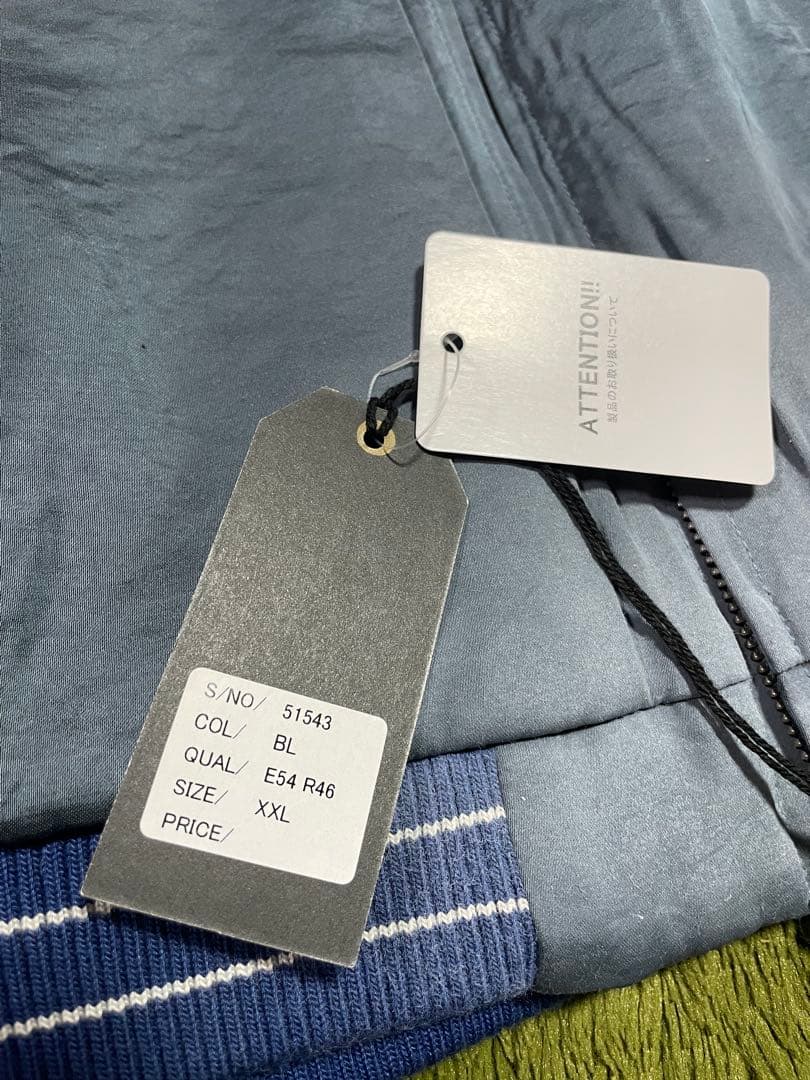 ATTENTION!!
製品のお取り扱いについて
S/NO/ 51543
COL/ BL
QUAL/ E54 R46
SIZE/ XXL
PRICE/